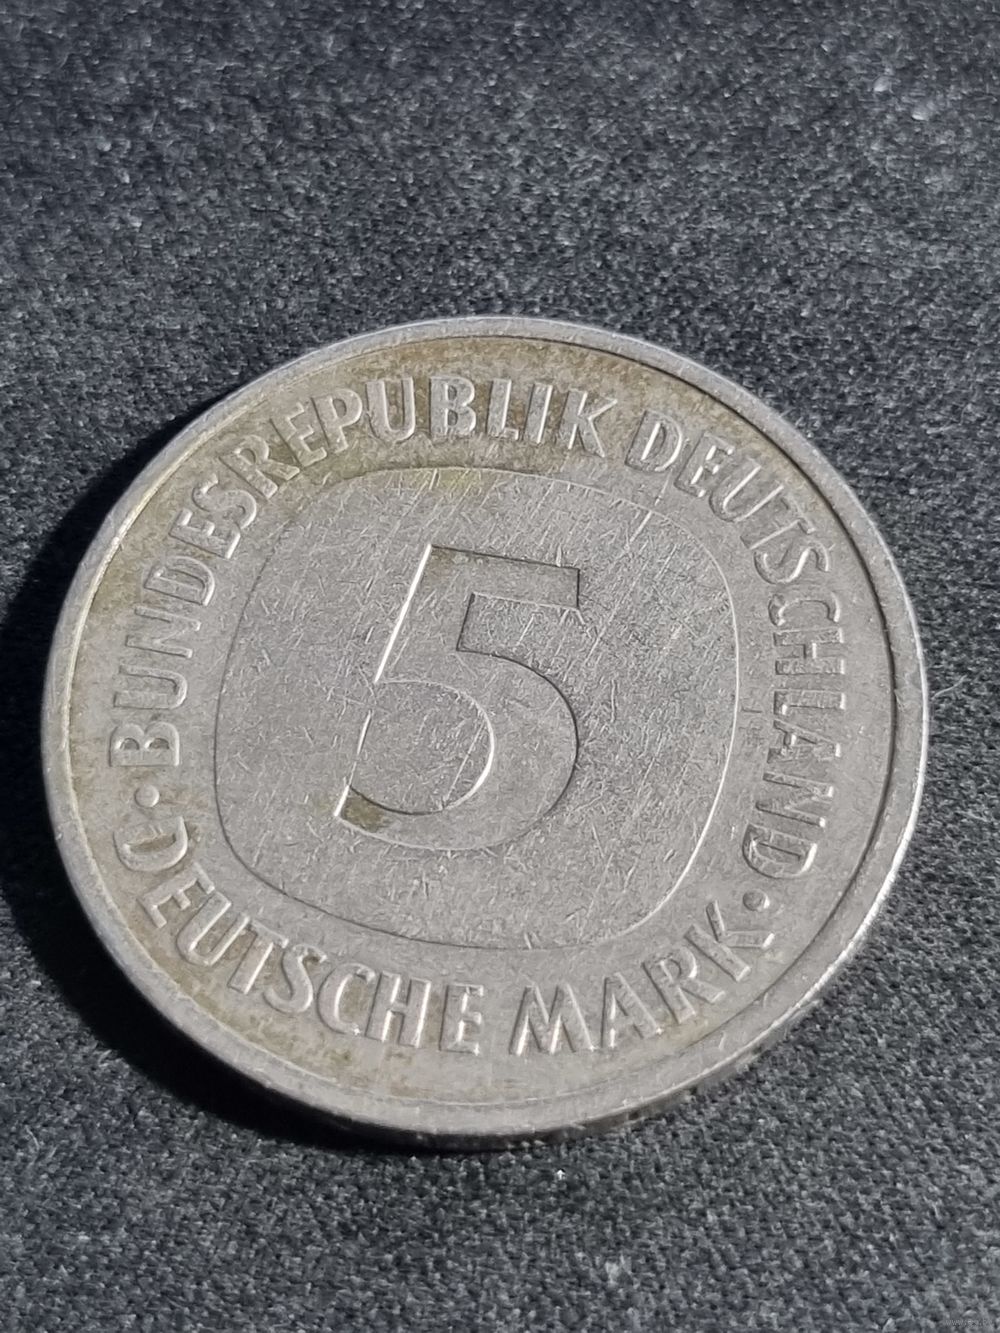 BUNDESREPUBLIK DEUTSCHLAND
5
DEUTSCHE MARK